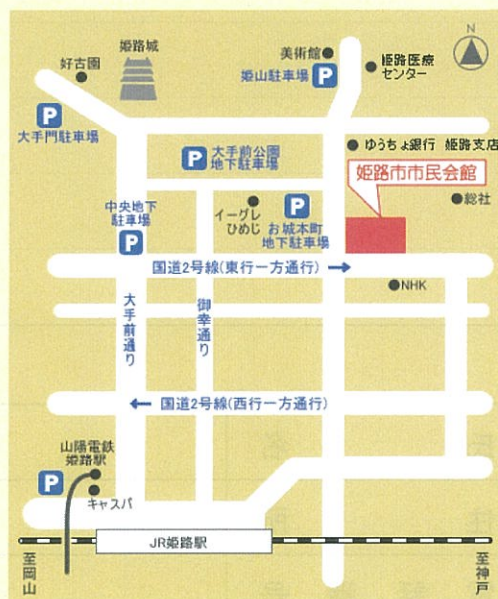 N
姫路城
好古園
美術館
姫山駐車場
姫路医療
センター
大手門駐車場
大手前公園
地下駐車場
ゆうちょ銀行 姫路支店
姫路市市民会館
総社
中央地下
駐車場
イーグレ
ひめじ
お城本町
地下駐車場
国道2号線(東行一方通行)
NHK
大手前通り
御幸通り
国道2号線(西行一方通行)
山陽電鉄
姫路駅
キャスパ
JR姫路駅
至岡山
至神戸
P
P
P
P
P
P